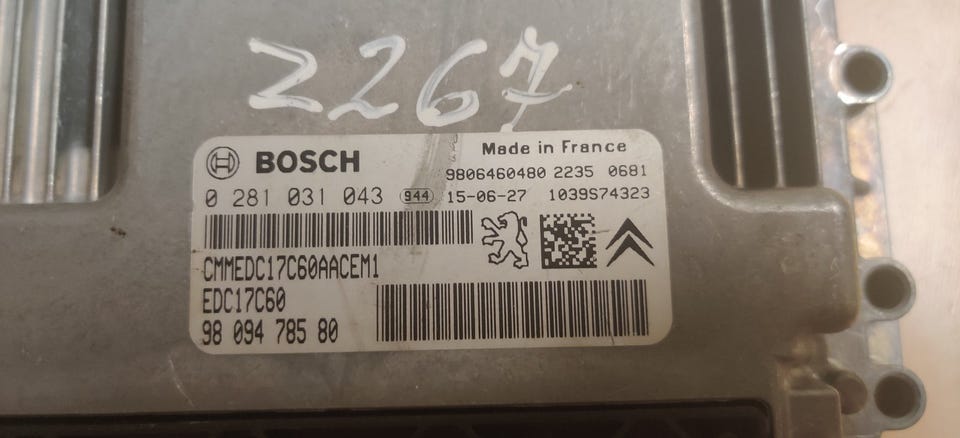 2267
BOSCH
Made in France
9806460480 2235 0681
0 281 031 043 944 15-06-27 1039S74323
CMMEDC17C60AACEM1
EDC17C60
98 094 785 80